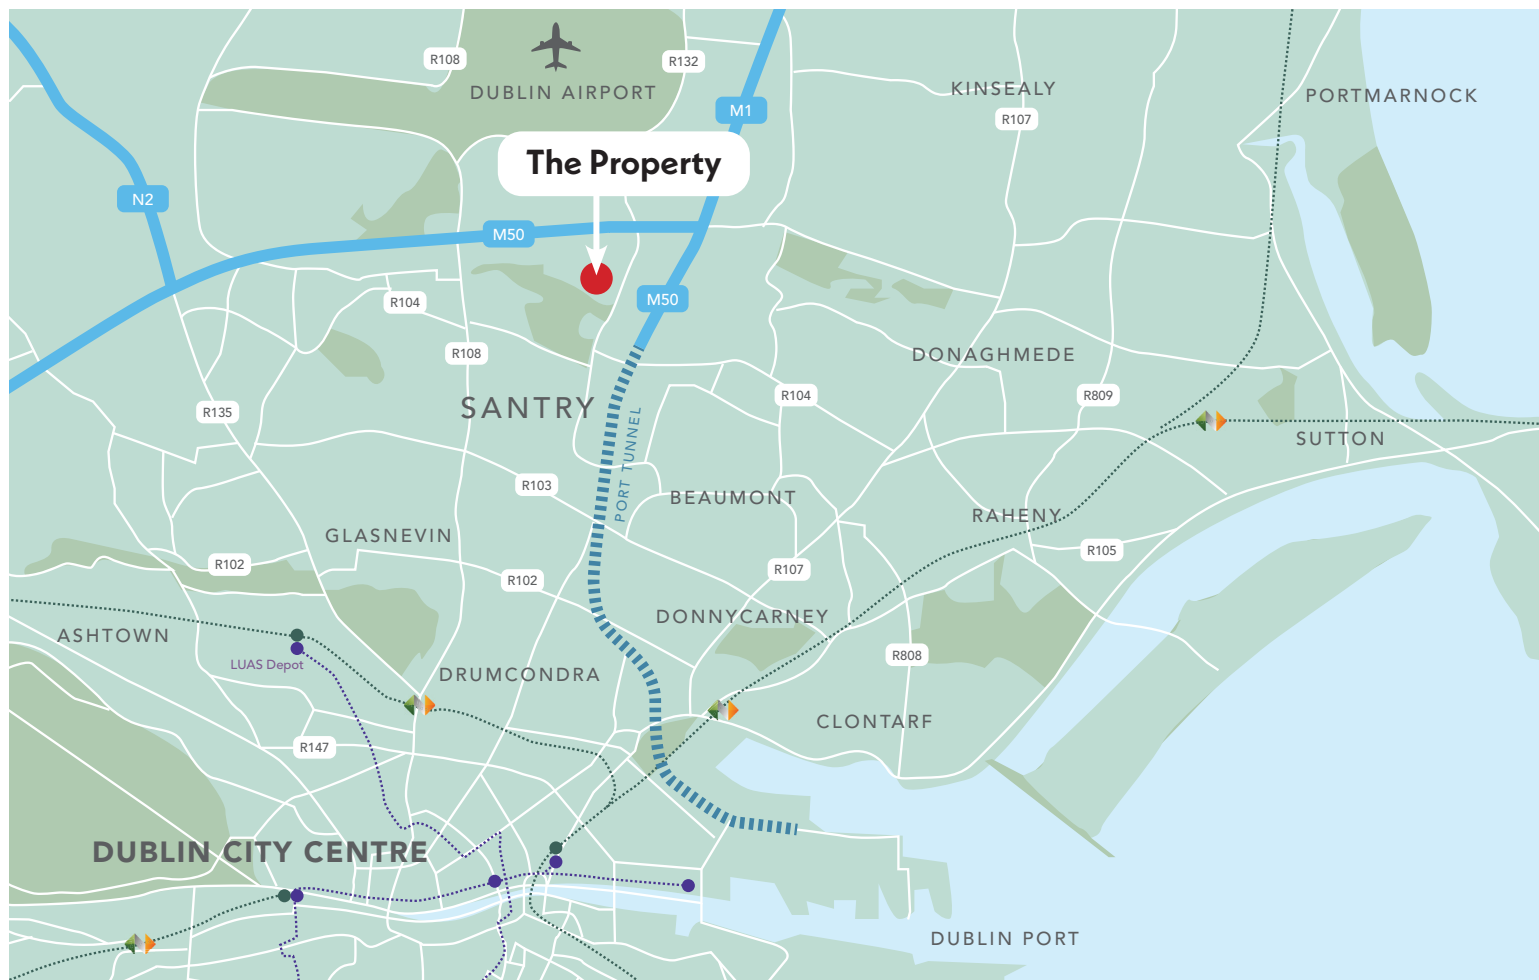 R108
R132
DUBLIN AIRPORT
KINSEALY
PORTMARNOCK
M1
R107
The Property
N2
M50
M50
R104
R108
DONAGHMEDE
R135
SANTRY
R104
R809
PORT TUNNEL
SUTTON
R103
BEAUMONT
RAHENY
GLASNEVIN
R105
R102
R102
R107
DONNYCARNEY
ASHTOWN
LUAS Depot
R808
DRUMCONDRA
CLONTARF
R147
DUBLIN CITY CENTRE
DUBLIN PORT